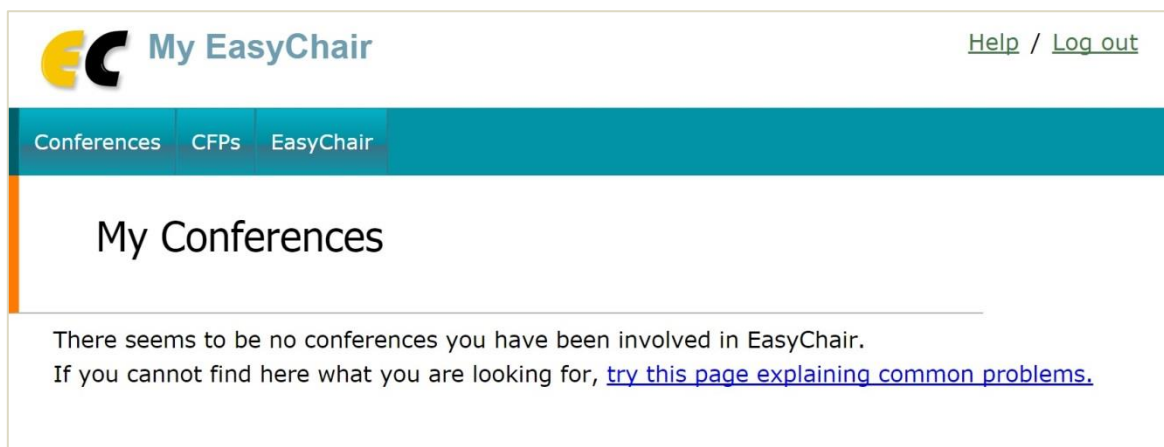 EC My EasyChair
Help / Log out
Conferences CFPs EasyChair
My Conferences
There seems to be no conferences you have been involved in EasyChair.
If you cannot find here what you are looking for, try this page explaining common problems.